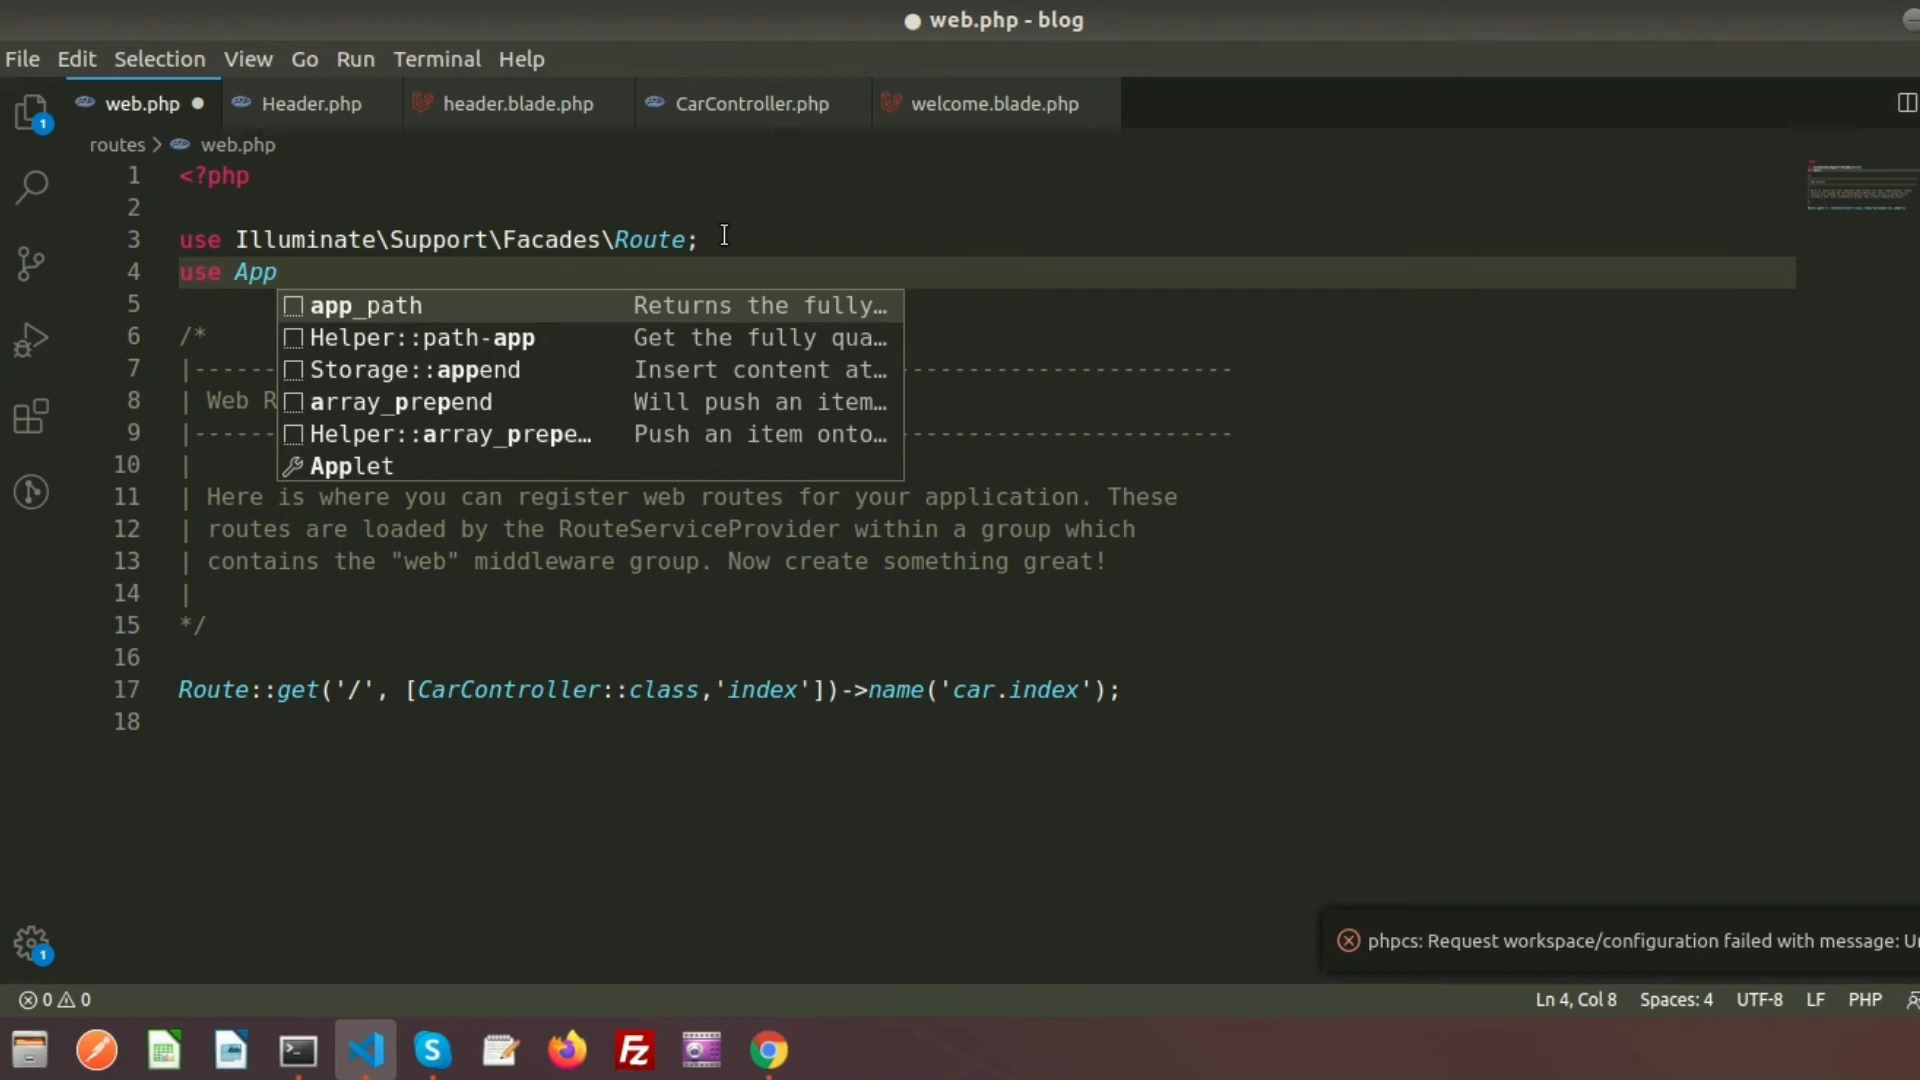 ● web.php - blog
File Edit Selection View Go Run Terminal Help
web.php ● Header.php header.blade.php CarController.php welcome.blade.php
1
routes > web.php
1 <?php
2
3 use Illuminate\Support\Facades\Route;
4 use App
5
app_path Returns the fully…
Helper::path-app Get the fully qua…
Storage::append Insert content at…
array_prepend Will push an item…
Helper::array_prepe… Push an item onto…
Applet
6 /*
7 |------- --------------------------
8 | Web R
9 |------- --------------------------
10 |
11 | Here is where you can register web routes for your application. These
12 | routes are loaded by the RouteServiceProvider within a group which
13 | contains the "web" middleware group. Now create something great!
14 |
15 */
16
17 Route::get('/', [CarController::class,'index'])->name('car.index');
18
phpcs: Request workspace/configuration failed with message:
1
0 0 Ln 4, Col 8 Spaces: 4 UTF-8 LF PHP
S
FZ